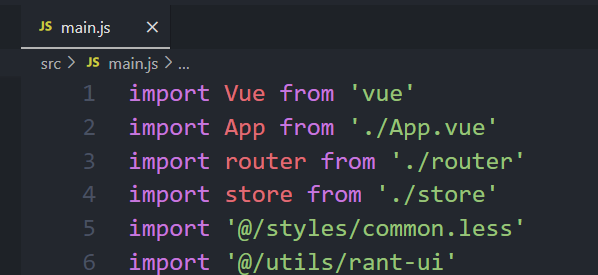 JS main.js ×
src > JS main.js > ...
1 import Vue from 'vue'
2 import App from './App.vue'
3 import router from './router'
4 import store from './store'
5 import '@/styles/common.less'
6 import '@/utils/rant-ui'